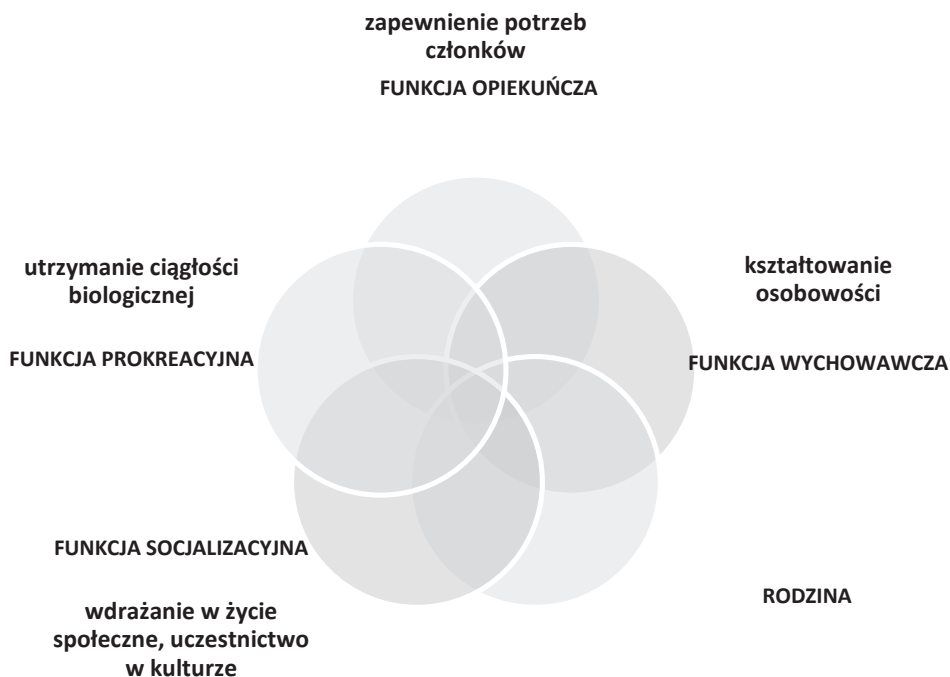 zapewnienie potrzeb
członków
FUNKCJA OPIEKUŃCZA
utrzymanie ciągłości
biologicznej
FUNKCJA PROKREACYJNA
kształtowanie
osobowości
FUNKCJA WYCHOWAWCZA
FUNKCJA SOCJALIZACYJNA
wdrażanie w życie
społeczne, uczestnictwo
w kulturze
RODZINA